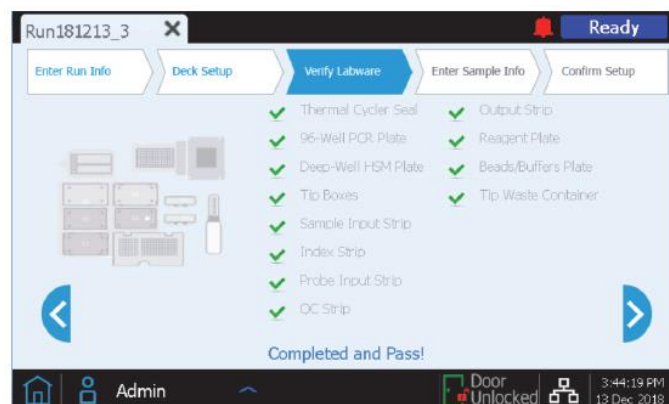 Run181213_3
Ready
Enter Run Info
Deck Setup
Verify Labware
Enter Sample Info
Confirm Setup
Thermal Cycler Seal
96-Well PCR Plate
Deep-Well HSM Plate
Tip Boxes
Sample Input Strip
Index Strip
Probe Input Strip
QC Strip
Output Strip
Reagent Plate
Beads/Buffers Plate
Tip Waste Container
Completed and Pass!
Admin
Door
Unlocked
3:44:19 PM
13 Dec 2018